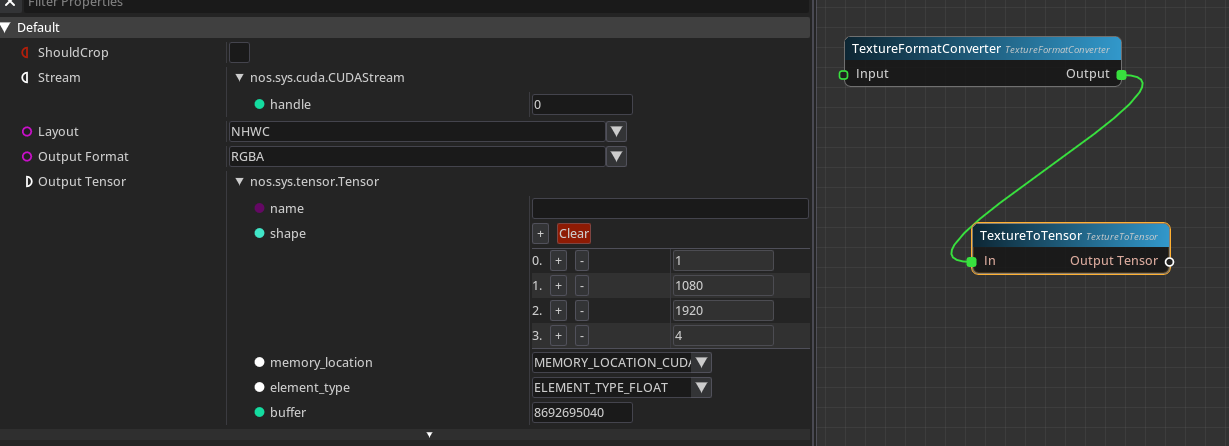 Filter Properties
Default
ShouldCrop
Stream
nos.sys.cuda.CUDAStream
handle
0
Layout
NHWC
Output Format
RGBA
Output Tensor
nos.sys.tensor.Tensor
name
shape
+ Clear
0. + - 1
1. + - 1080
2. + - 1920
3. + - 4
memory_location
MEMORY_LOCATION_CUDA
element_type
ELEMENT_TYPE_FLOAT
buffer
8692695040
TextureFormatConverter TextureFormatConverter
Input Output
TextureToTensor TextureToTensor
In Output Tensor